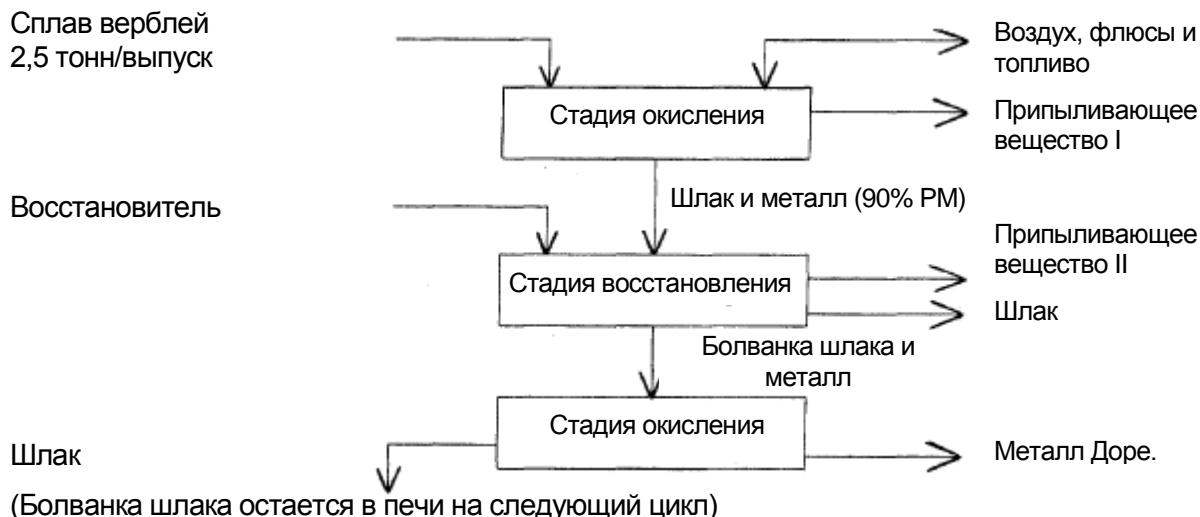 Сплав верблей
2,5 тонн/выпуск
Воздух, флюсы и
топливо
Стадия окисления
Припыливающее
вещество I
Шлак и металл (90% РМ)
Восстановитель
Припыливающее
вещество II
Стадия восстановления
Шлак
Болванка шлака и
металл
Стадия окисления
Шлак
Металл Доре.
(Болванка шлака остается в печи на следующий цикл)